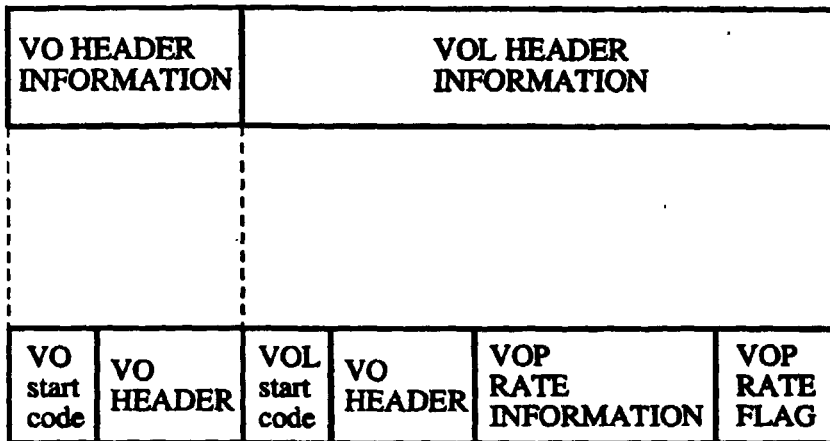 VO HEADER
INFORMATION
VOL HEADER
INFORMATION
VO
start
code
VO
HEADER
VOL
start
code
VO
HEADER
VOP
RATE
INFORMATION
VOP
RATE
FLAG